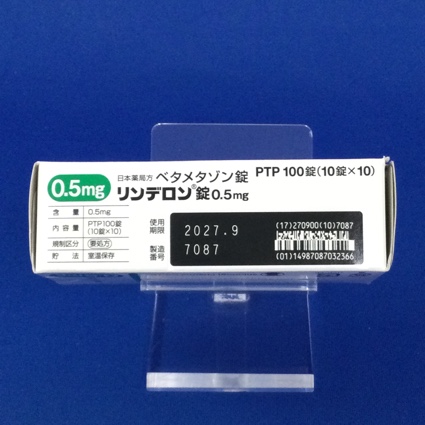 0.5mg
日本薬局方 ベタメタゾン錠 PTP 100錠(10錠×10)
リンデロン®錠0.5mg
含量 0.5mg
内容量 PTP100錠
(10錠×10)
規制区分 要処方
貯法 室温保存
使用
期限 2027.9
製造
番号 7087
(17)270900(10)7087
(01)14987087032366